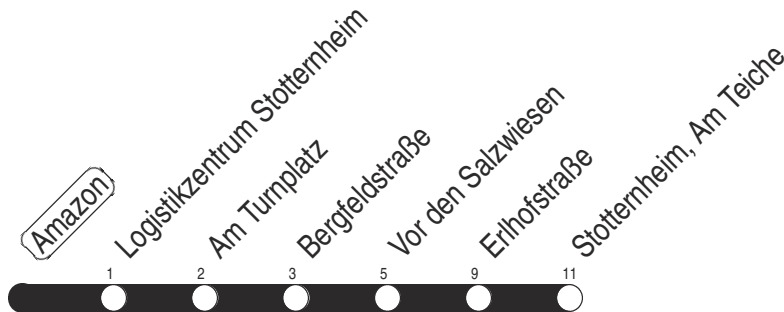 Amazon
Logistikzentrum Stotternheim
Am Turnplatz
Bergfeldstraße
Vor den Salzwiesen
Erlhofstraße
Stotternheim, Am Teiche
1 2 3 5 9 11